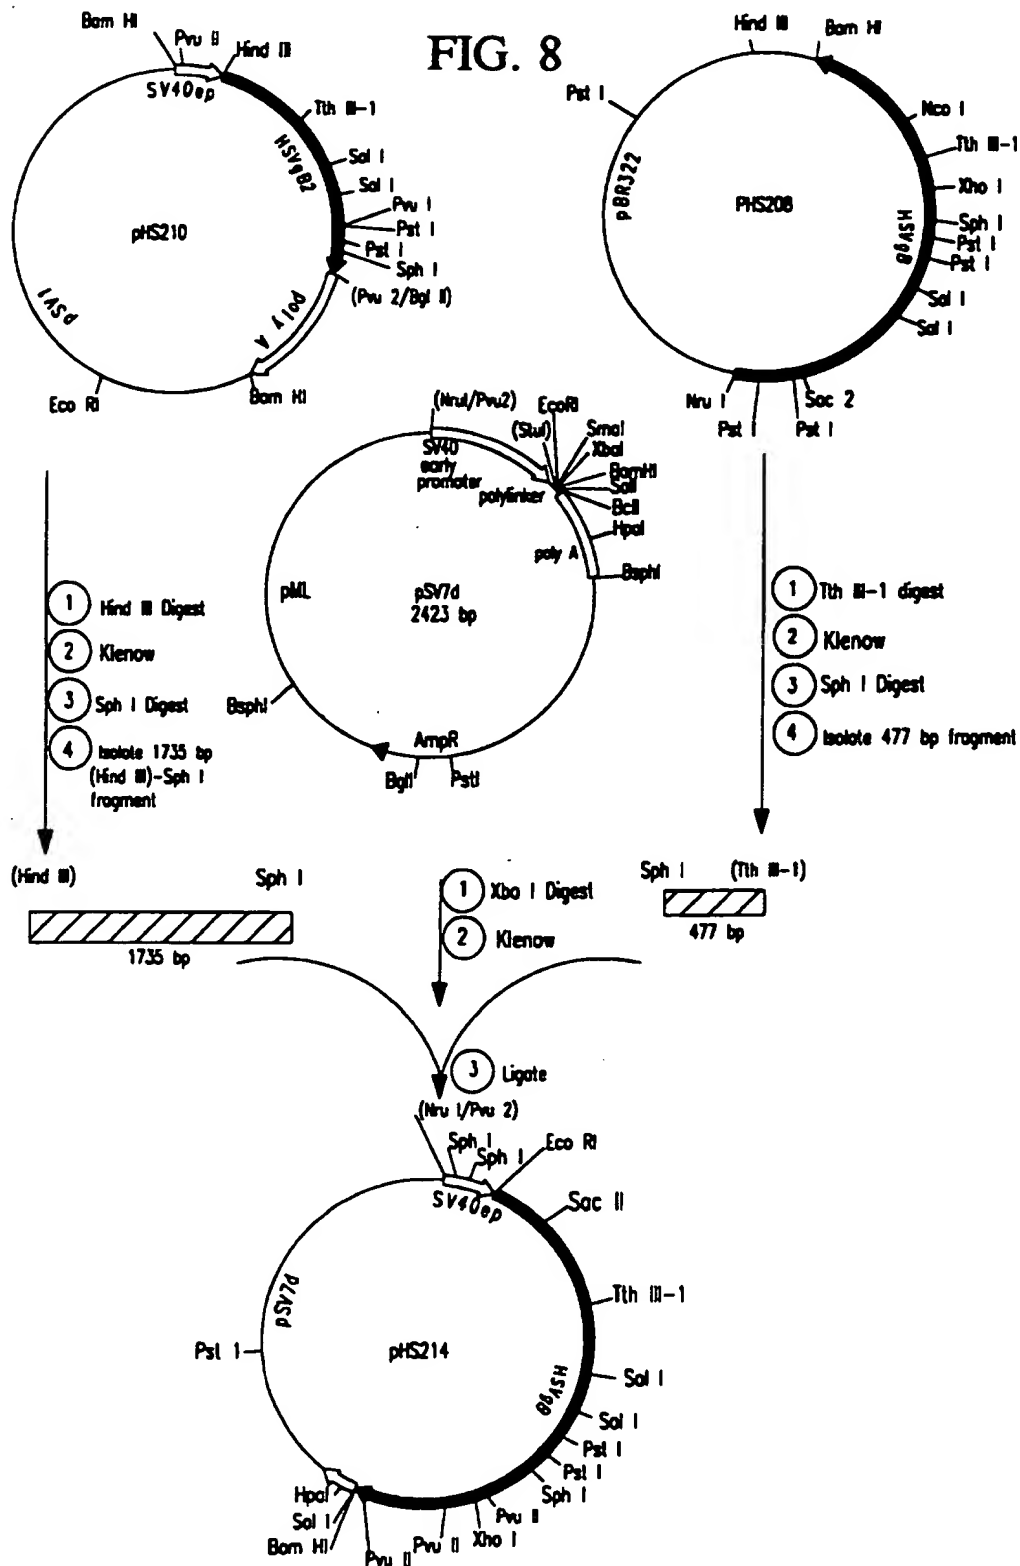 FIG. 8
Bam HI
Pvu II
Hind III
SV40ep
Tth III-1
HSVgB2
Sal I
Sal I
Pvu I
Pst I
Pst I
Sph I
(Pvu 2/Bgl II)
poly A
Bam HI
Eco RI
pSV1
pHS210
Hind III
Bam HI
Pst I
Nco I
Tth III-1
Xho I
Sph I
Pst I
Pst I
Sal I
Sal I
HSVgB
pBR322
PHS208
Nru I
Pst I
Pst I
Sac 2
(NruI/Pvu2)
EcoRI
(StuI)
SmaI
XbaI
BamHI
SalI
BclI
HpaI
BsphI
SV40
early
promoter
polylinker
poly A
pML
pSV7d
2423 bp
BsphI
AmpR
BglI
PstI
1 Hind III Digest
2 Klenow
3 Sph I Digest
4 Isolate 1735 bp
(Hind III)-Sph I
fragment
1 Tth III-1 digest
2 Klenow
3 Sph I Digest
4 Isolate 477 bp fragment
(Hind III)
Sph I
1735 bp
1 Xba I Digest
2 Klenow
Sph I
(Tth III-1)
477 bp
3 Ligate
(Nru 1/Pvu 2)
Sph I
Sph I
Eco RI
SV40ep
Sac II
Tth III-1
pSV7d
Pst 1
pHS214
HSVgB
Sal I
Sal I
Pst I
Pst I
Sph I
Pvu II
Xho I
Pvu II
Pvu II
HpaI
Sal I
Bam HI